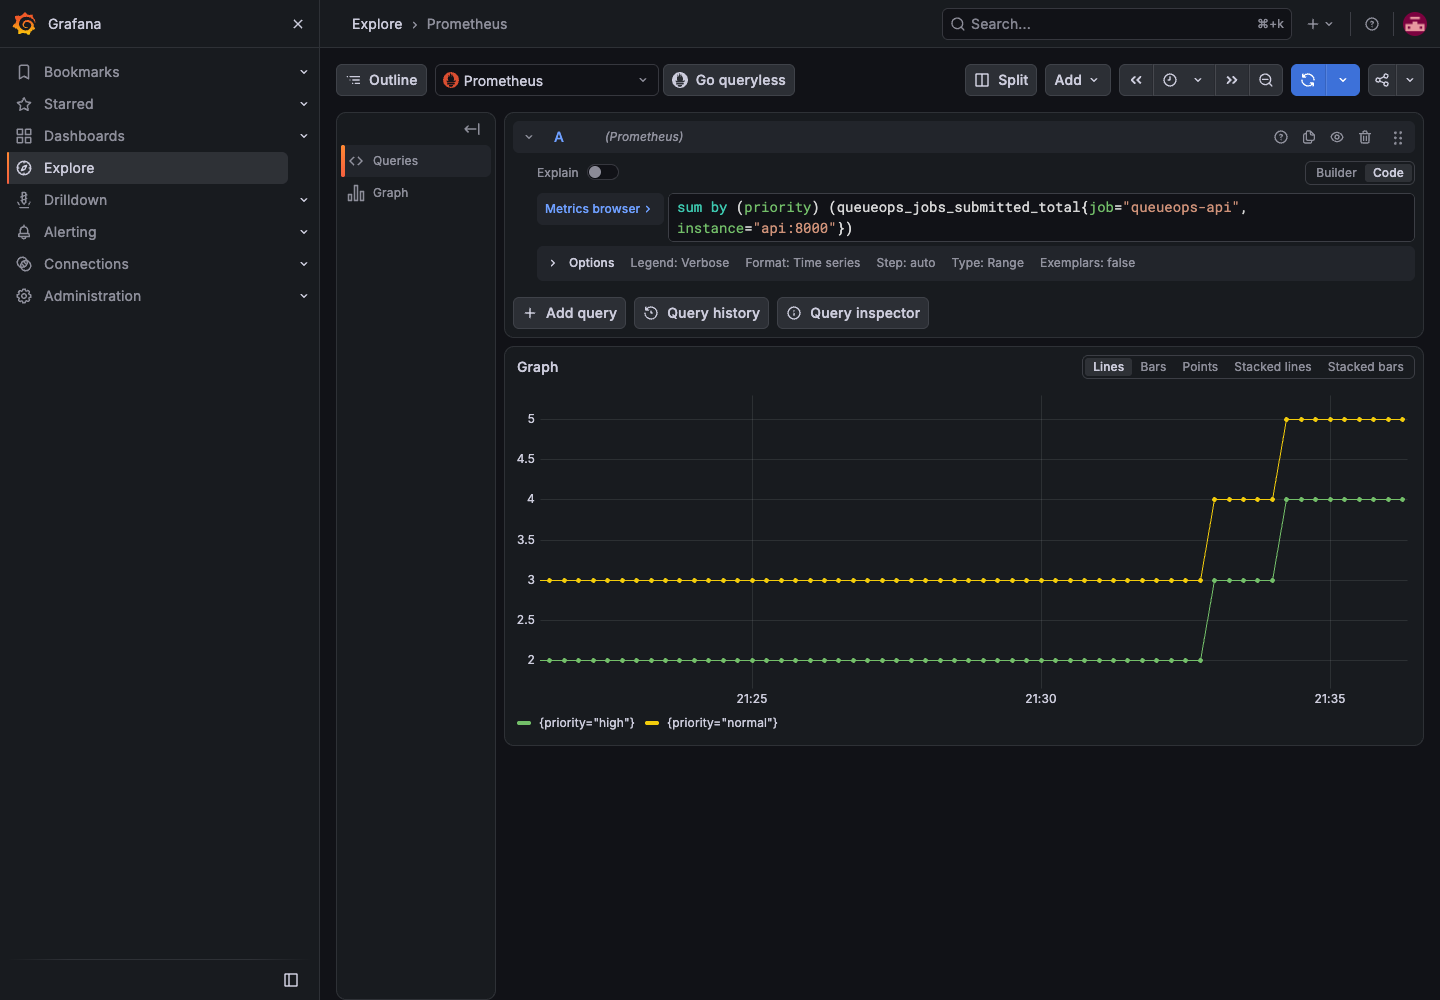 Grafana
Explore › Prometheus
Search...
⌘+k
Bookmarks
Starred
Dashboards
Explore
Drilldown
Alerting
Connections
Administration
Outline
Prometheus
Go queryless
Split
Add
Queries
Graph
A (Prometheus)
Explain
Builder Code
Metrics browser ›
sum by (priority) (queueops_jobs_submitted_total{job="queueops-api",
instance="api:8000"})
Options Legend: Verbose Format: Time series Step: auto Type: Range Exemplars: false
+ Add query
Query history
Query inspector
Graph
Lines Bars Points Stacked lines Stacked bars
5
4.5
4
3.5
3
2.5
2
21:25 21:30 21:35
{priority="high"} {priority="normal"}